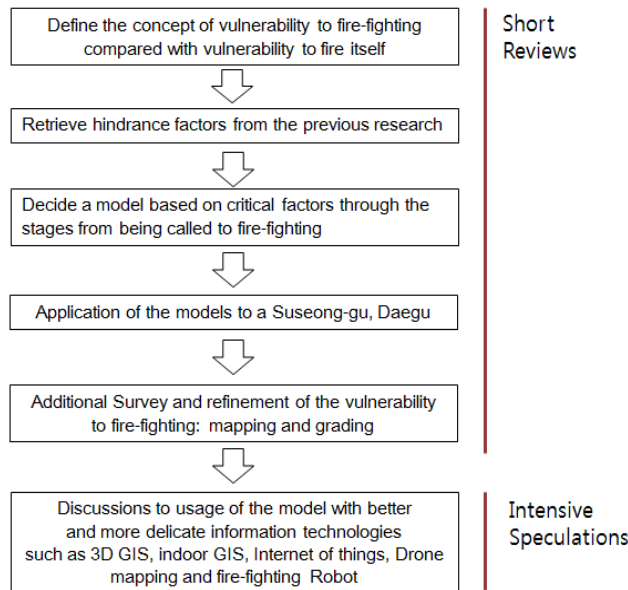 Define the concept of vulnerability to fire-fighting
compared with vulnerability to fire itself
Short
Reviews
Retrieve hindrance factors from the previous research
Decide a model based on critical factors through the
stages from being called to fire-fighting
Application of the models to a Suseong-gu, Daegu
Additional Survey and refinement of the vulnerability
to fire-fighting: mapping and grading
Discussions to usage of the model with better
and more delicate information technologies
such as 3D GIS, indoor GIS, Internet of things, Drone
mapping and fire-fighting Robot
Intensive
Speculations